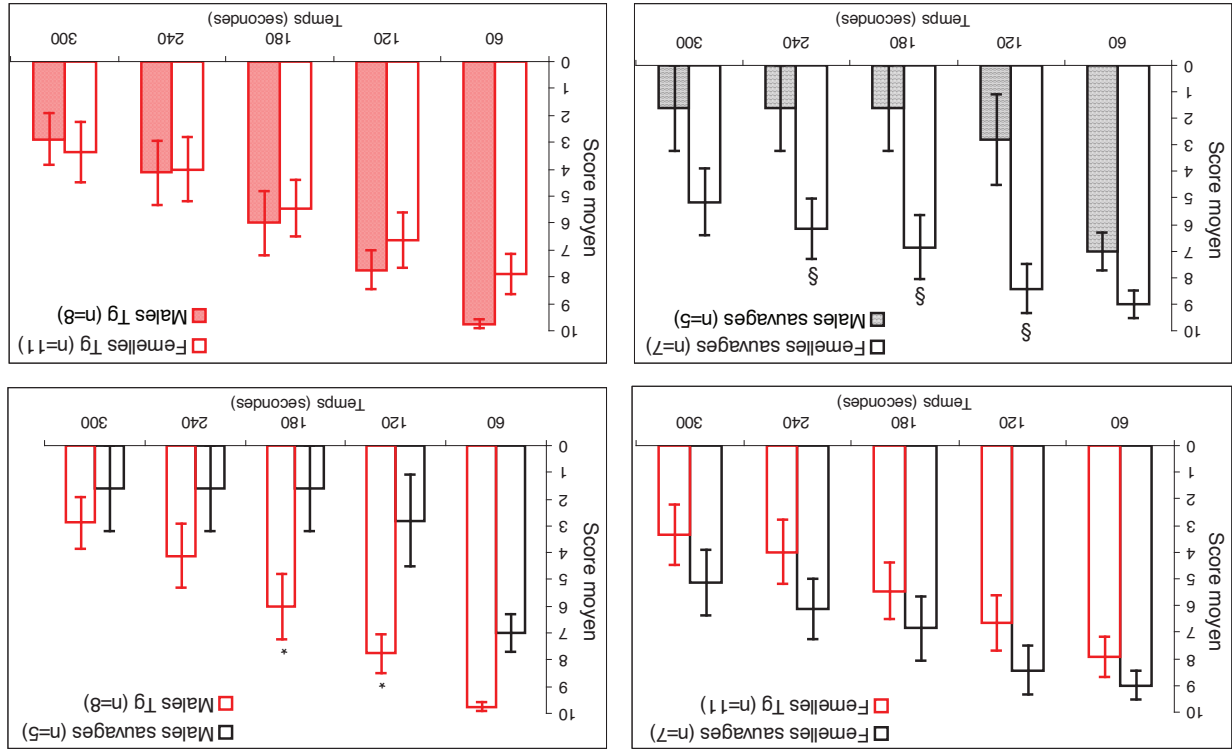 Femelles sauvages (n=7)
Femelles Tg (n=11)
Score moyen
10
9
8
7
6
5
4
3
2
1
0
60 120 180 240 300
Temps (secondes)
Males sauvages (n=5)
Males Tg (n=8)
* *
Score moyen
10
9
8
7
6
5
4
3
2
1
0
60 120 180 240 300
Temps (secondes)
Femelles sauvages (n=7)
Males sauvages (n=5)
§ § §
Score moyen
10
9
8
7
6
5
4
3
2
1
0
60 120 180 240 300
Temps (secondes)
Femelles Tg (n=11)
Males Tg (n=8)
Score moyen
10
9
8
7
6
5
4
3
2
1
0
60 120 180 240 300
Temps (secondes)